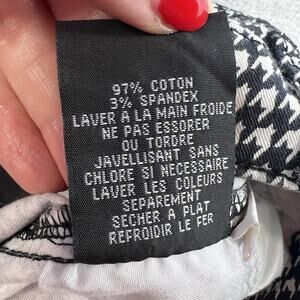 97% COTON
3% SPANDEX
LAVER A LA MAIN FROIDE
NE PAS ESSORER
OU TORDRE
JAVELLISANT SANS
CHLORE SI NECESSAIRE
LAVER LES COLEURS
SEPAREMENT
SECHER A PLAT
REFROIDIR LE FER